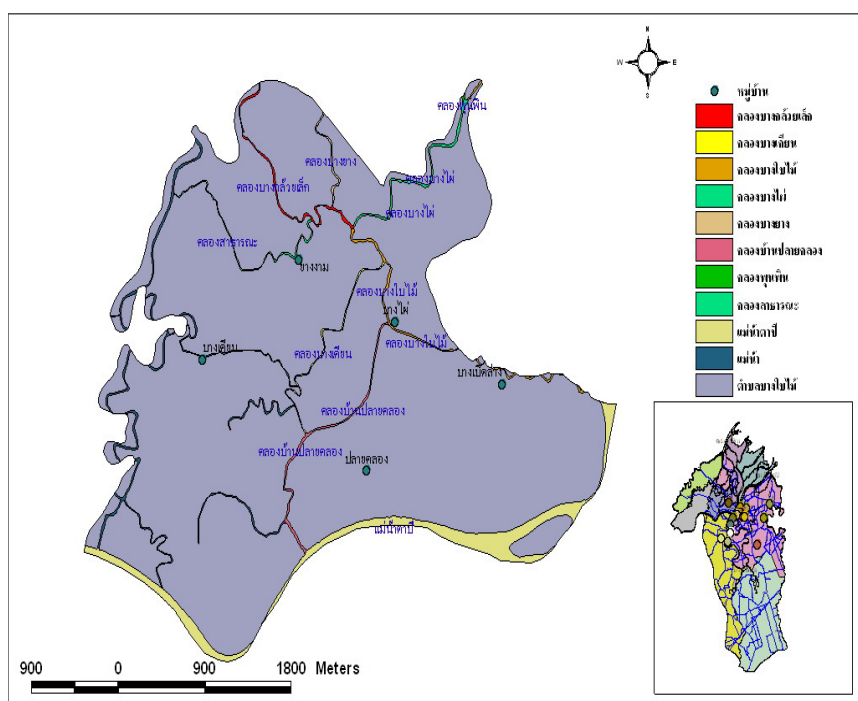 N
W
E
S
หมู่บ้าน
คลองบางกล้วยเล็ก
คลองบางเดียน
คลองบางใบไม้
คลองบางไผ่
คลองบางยาง
คลองบ้านปลายคลอง
คลองพุนพิน
คลองสาธารณะ
แม่น้ำตาปี
แม่น้ำ
ตำบลบางใบไม้
คลองพุนพิน
คลองบางยาง
คลองบางไผ่
คลองบางกล้วยเล็ก
คลองบางไผ่
คลองสาธารณะ
ยางงาม
คลองบางใบไม้
บางไผ่
คลองบางใบไม้
บางเดียน
คลองบางเดียน
คลองบ้านปลายคลอง
คลองบ้านปลายคลอง
ปลายคลอง
แม่น้ำตาปี
900 0 900 1800 Meters